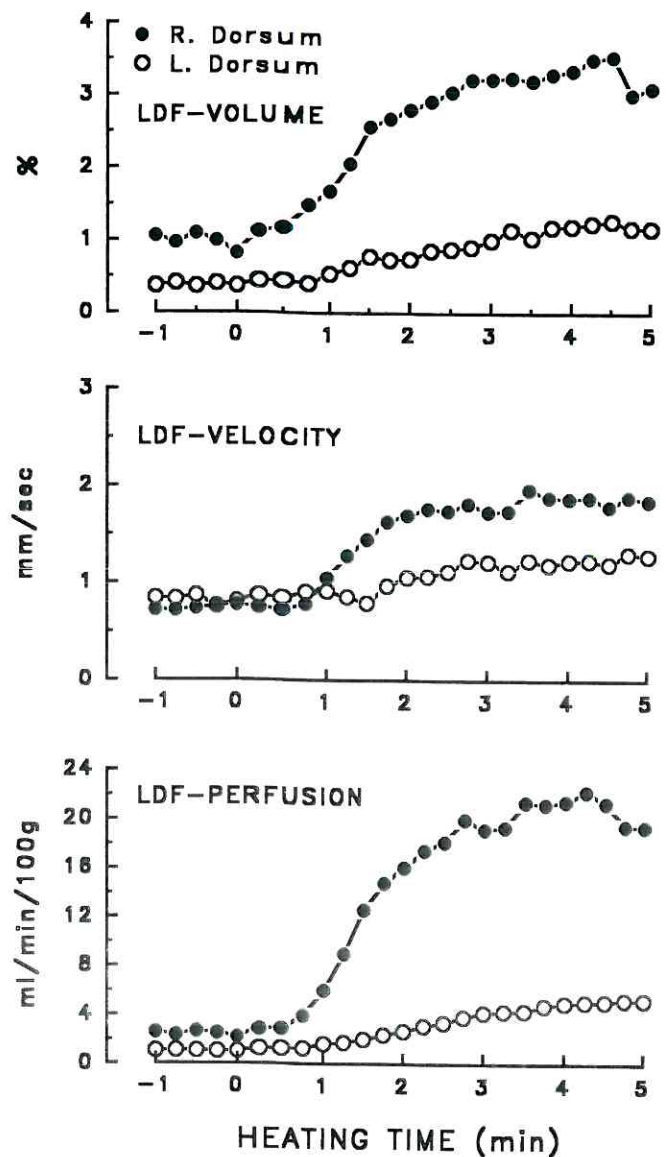 ● R. Dorsum
○ L. Dorsum
LDF-VOLUME
%
4
3
2
1
0
-1 0 1 2 3 4 5
LDF-VELOCITY
mm/sec
3
2
1
0
-1 0 1 2 3 4 5
LDF-PERFUSION
ml/min/100g
24
20
16
12
8
4
0
-1 0 1 2 3 4 5
HEATING TIME (min)